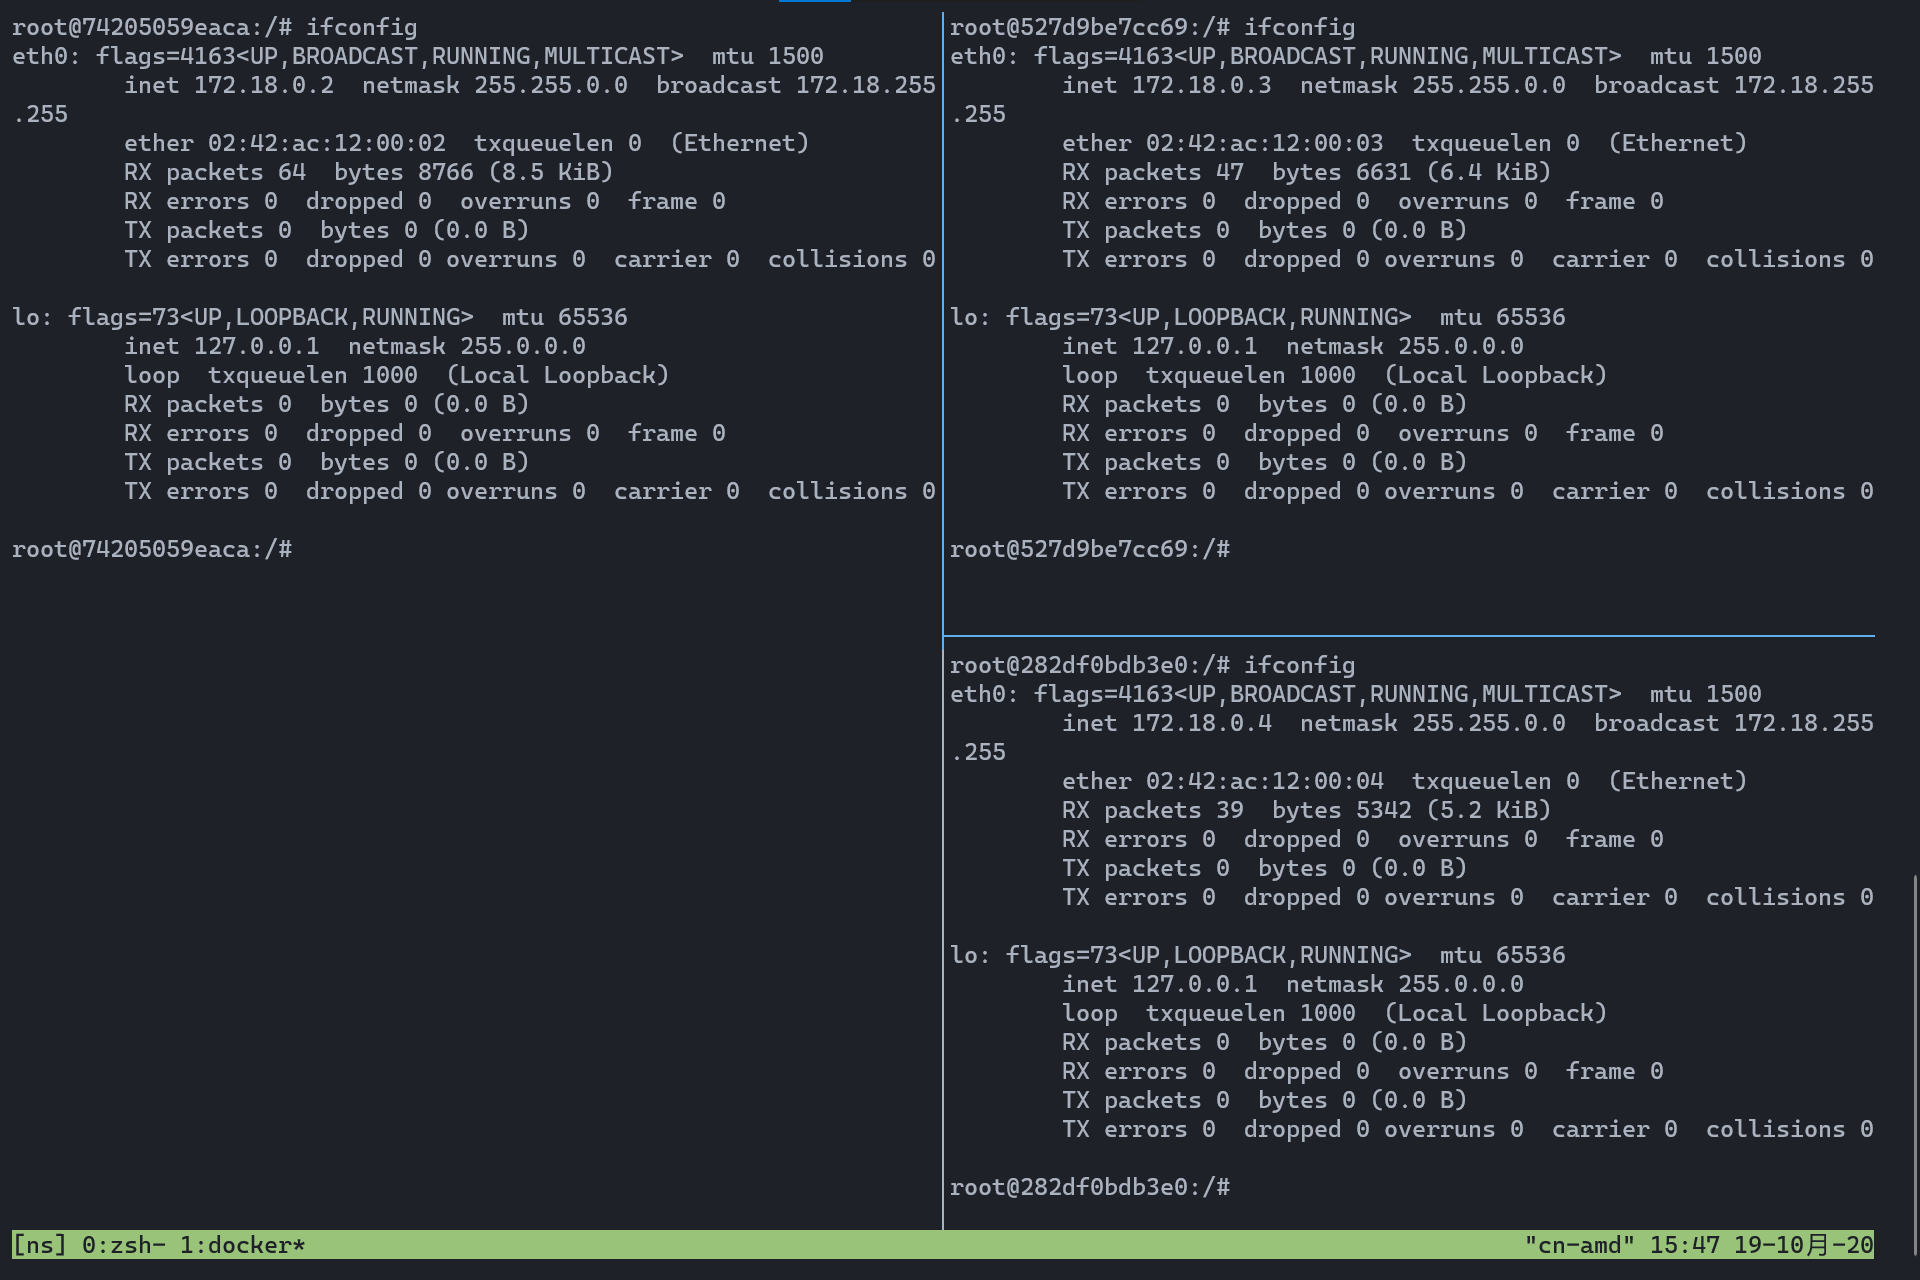 root@74205059eaca:/# ifconfig
eth0: flags=4163<UP,BROADCAST,RUNNING,MULTICAST>  mtu 1500
        inet 172.18.0.2  netmask 255.255.0.0  broadcast 172.18.255
.255
        ether 02:42:ac:12:00:02  txqueuelen 0  (Ethernet)
        RX packets 64  bytes 8766 (8.5 KiB)
        RX errors 0  dropped 0  overruns 0  frame 0
        TX packets 0  bytes 0 (0.0 B)
        TX errors 0  dropped 0 overruns 0  carrier 0  collisions 0

lo: flags=73<UP,LOOPBACK,RUNNING>  mtu 65536
        inet 127.0.0.1  netmask 255.0.0.0
        loop  txqueuelen 1000  (Local Loopback)
        RX packets 0  bytes 0 (0.0 B)
        RX errors 0  dropped 0  overruns 0  frame 0
        TX packets 0  bytes 0 (0.0 B)
        TX errors 0  dropped 0 overruns 0  carrier 0  collisions 0

root@74205059eaca:/#
root@527d9be7cc69:/# ifconfig
eth0: flags=4163<UP,BROADCAST,RUNNING,MULTICAST>  mtu 1500
        inet 172.18.0.3  netmask 255.255.0.0  broadcast 172.18.255
.255
        ether 02:42:ac:12:00:03  txqueuelen 0  (Ethernet)
        RX packets 47  bytes 6631 (6.4 KiB)
        RX errors 0  dropped 0  overruns 0  frame 0
        TX packets 0  bytes 0 (0.0 B)
        TX errors 0  dropped 0 overruns 0  carrier 0  collisions 0

lo: flags=73<UP,LOOPBACK,RUNNING>  mtu 65536
        inet 127.0.0.1  netmask 255.0.0.0
        loop  txqueuelen 1000  (Local Loopback)
        RX packets 0  bytes 0 (0.0 B)
        RX errors 0  dropped 0  overruns 0  frame 0
        TX packets 0  bytes 0 (0.0 B)
        TX errors 0  dropped 0 overruns 0  carrier 0  collisions 0

root@527d9be7cc69:/#
root@282df0bdb3e0:/# ifconfig
eth0: flags=4163<UP,BROADCAST,RUNNING,MULTICAST>  mtu 1500
        inet 172.18.0.4  netmask 255.255.0.0  broadcast 172.18.255
.255
        ether 02:42:ac:12:00:04  txqueuelen 0  (Ethernet)
        RX packets 39  bytes 5342 (5.2 KiB)
        RX errors 0  dropped 0  overruns 0  frame 0
        TX packets 0  bytes 0 (0.0 B)
        TX errors 0  dropped 0 overruns 0  carrier 0  collisions 0

lo: flags=73<UP,LOOPBACK,RUNNING>  mtu 65536
        inet 127.0.0.1  netmask 255.0.0.0
        loop  txqueuelen 1000  (Local Loopback)
        RX packets 0  bytes 0 (0.0 B)
        RX errors 0  dropped 0  overruns 0  frame 0
        TX packets 0  bytes 0 (0.0 B)
        TX errors 0  dropped 0 overruns 0  carrier 0  collisions 0

root@282df0bdb3e0:/#
[ns] 0:zsh- 1:docker* "cn-amd" 15:47 19-10月-20